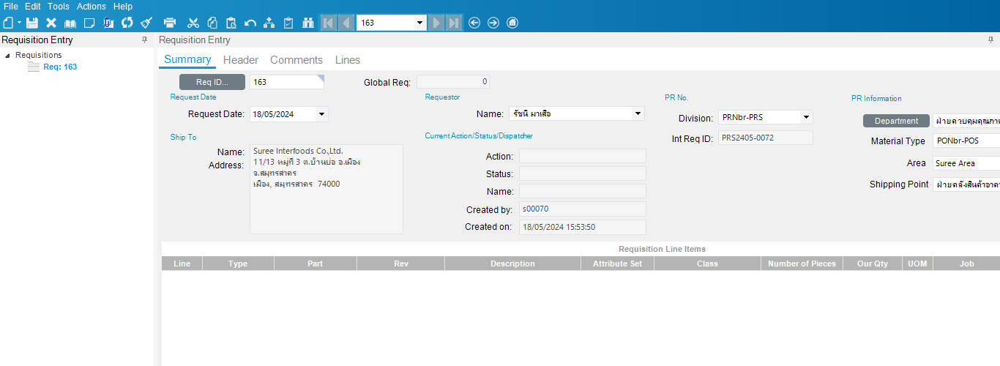 File Edit Tools Actions Help
163
Requisition Entry
Requisitions
Req: 163
Requisition Entry
Summary Header Comments Lines
Req ID... 163 Global Req: 0
Request Date
Request Date: 18/05/2024
Requestor
Name: รัชนี มาเสือ
PR No.
Division: PRNbr-PRS
Int Req ID: PRS2405-0072
PR Information
Department ฝ่ายควบคุมคุณภาพ
Material Type PONbr-POS
Area Suree Area
Shipping Point ฝ่ายคลังสินค้าอาคา
Ship To
Name: Suree Interfoods Co.,Ltd.
Address: 11/13 หมู่ที่ 3 ต.บ้านบ่อ อ.เมือง
จ.สมุทรสาคร
เมือง, สมุทรสาคร 74000
Current Action/Status/Dispatcher
Action:
Status:
Name:
Created by: s00070
Created on: 18/05/2024 15:53:50
Requisition Line Items
Line Type Part Rev Description Attribute Set Class Number of Pieces Our Qty UOM Job